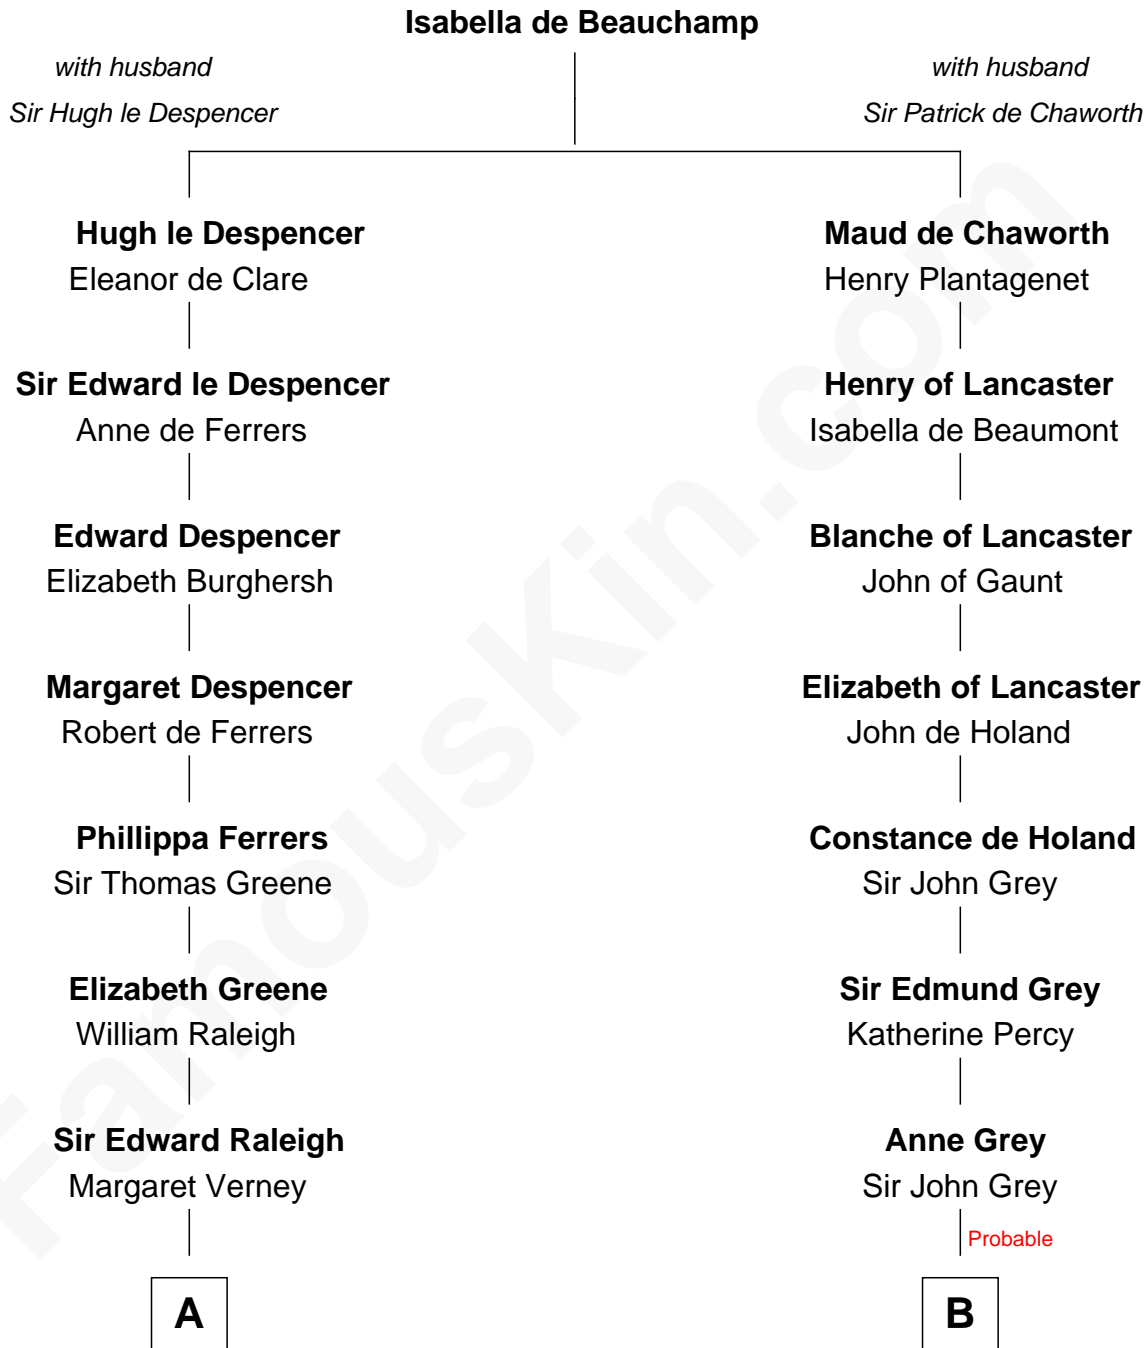 Isabella de Beauchamp
with husband
Sir Hugh le Despencer
with husband
Sir Patrick de Chaworth
Hugh le Despencer
Eleanor de Clare
Maud de Chaworth
Henry Plantagenet
Sir Edward le Despencer
Anne de Ferrers
Henry of Lancaster
Isabella de Beaumont
Edward Despencer
Elizabeth Burghersh
Blanche of Lancaster
John of Gaunt
Margaret Despencer
Robert de Ferrers
Elizabeth of Lancaster
John de Holand
Phillippa Ferrers
Sir Thomas Greene
Constance de Holand
Sir John Grey
Elizabeth Greene
William Raleigh
Sir Edmund Grey
Katherine Percy
Sir Edward Raleigh
Margaret Verney
Anne Grey
Sir John Grey
Probable
A
B
FamousKin.com